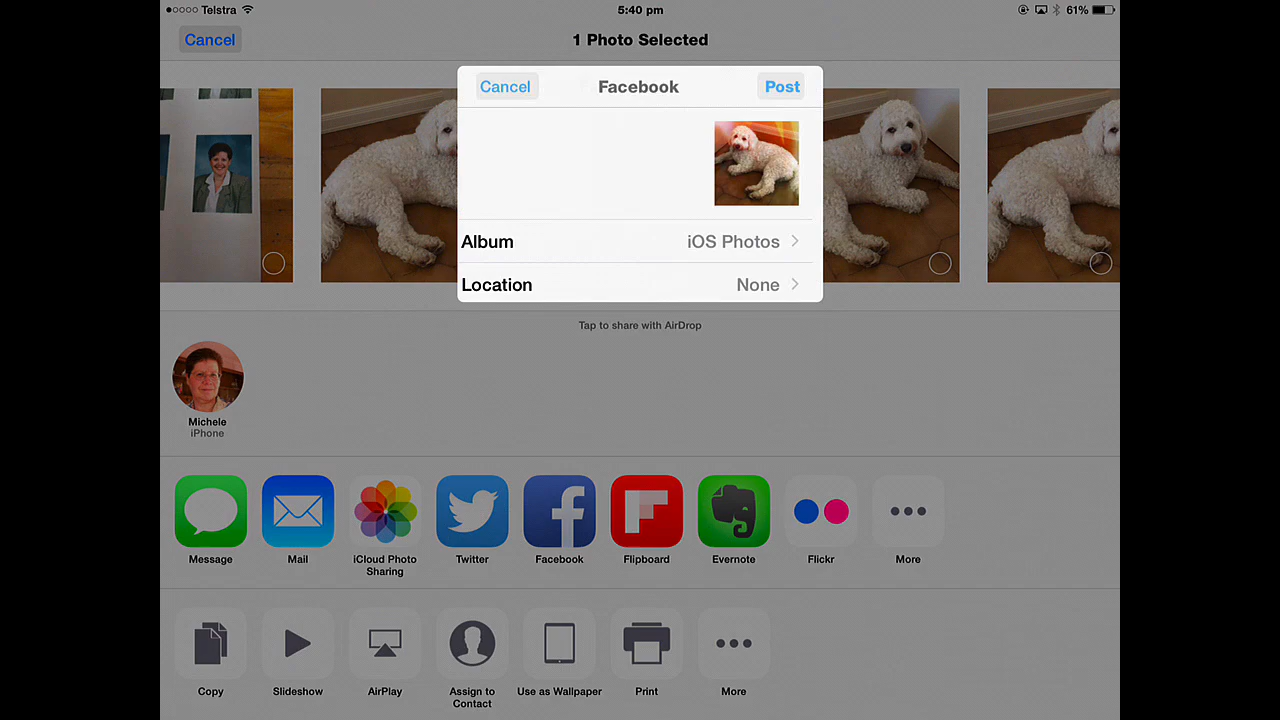 Telstra 5:40 pm 61%
Cancel 1 Photo Selected
Cancel Facebook Post
Album iOS Photos
Location None
Tap to share with AirDrop
Michele
iPhone
Message Mail iCloud Photo Sharing Twitter Facebook Flipboard Evernote Flickr More
Copy Slideshow AirPlay Assign to Contact Use as Wallpaper Print More